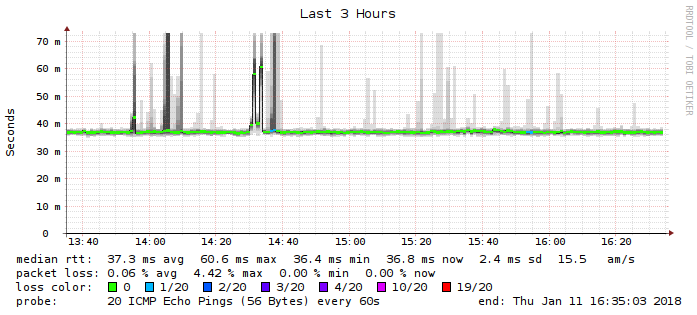 Last 3 Hours
RRDTOOL / TOBI OETIKER
Seconds
70 m
60 m
50 m
40 m
30 m
20 m
10 m
0
13:40 14:00 14:20 14:40 15:00 15:20 15:40 16:00 16:20
median rtt: 37.3 ms avg 60.6 ms max 36.4 ms min 36.8 ms now 2.4 ms sd 15.5 am/s
packet loss: 0.06 % avg 4.42 % max 0.00 % min 0.00 % now
loss color: 0 1/20 2/20 3/20 4/20 10/20 19/20
probe: 20 ICMP Echo Pings (56 Bytes) every 60s end: Thu Jan 11 16:35:03 2018